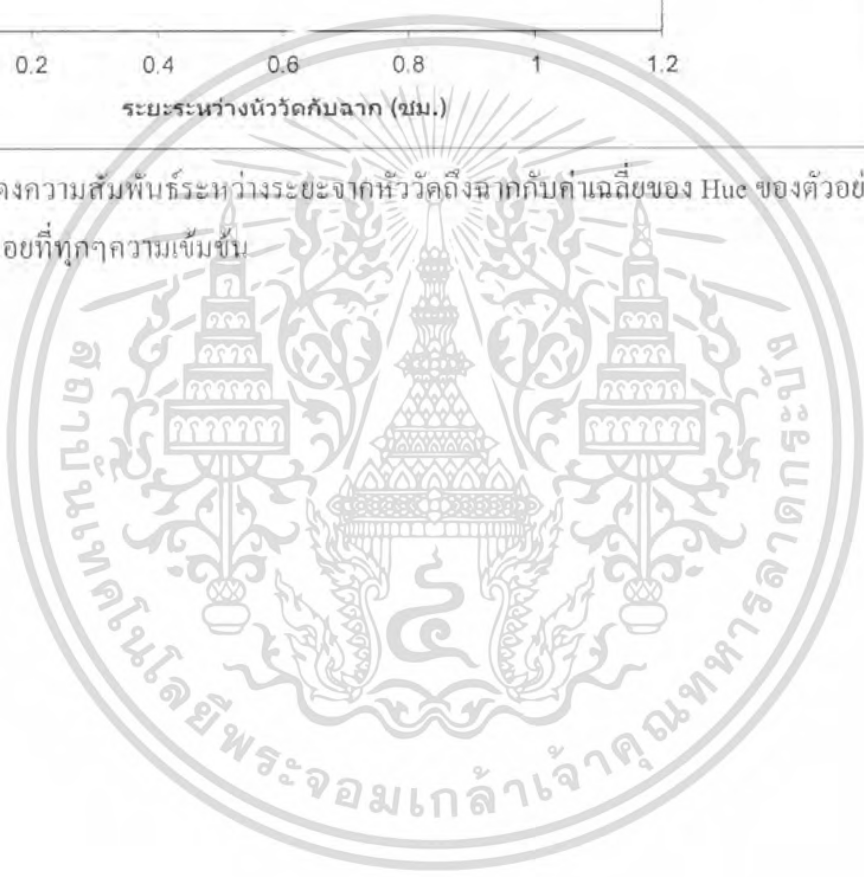 0.2 0.4 0.6 0.8 1 1.2
ระยะระหว่างหัววัดกับฉาก (ซม.)
ดงความสัมพันธ์ระหว่างระยะจากหัววัดถึงฉากกับค่าเฉลี่ยของ Hue ของตัวอย่
อยที่ทุกๆความเข้มข้น
สถาบันเทคโนโลยีพระจอมเกล้าเจ้าคุณทหารลาดกระบัง